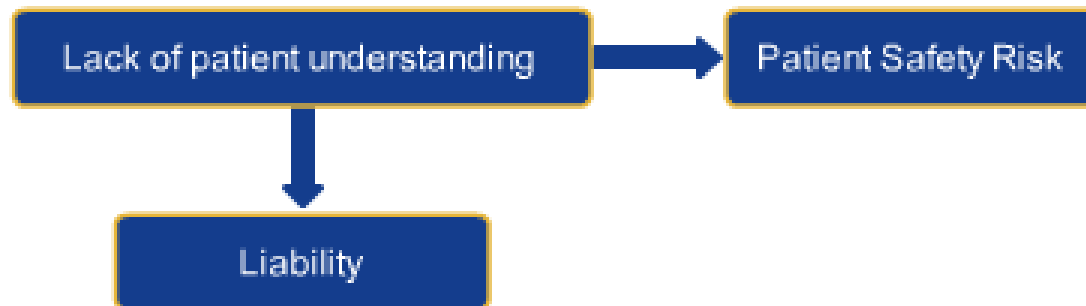 Lack of patient understanding
Patient Safety Risk
Liability